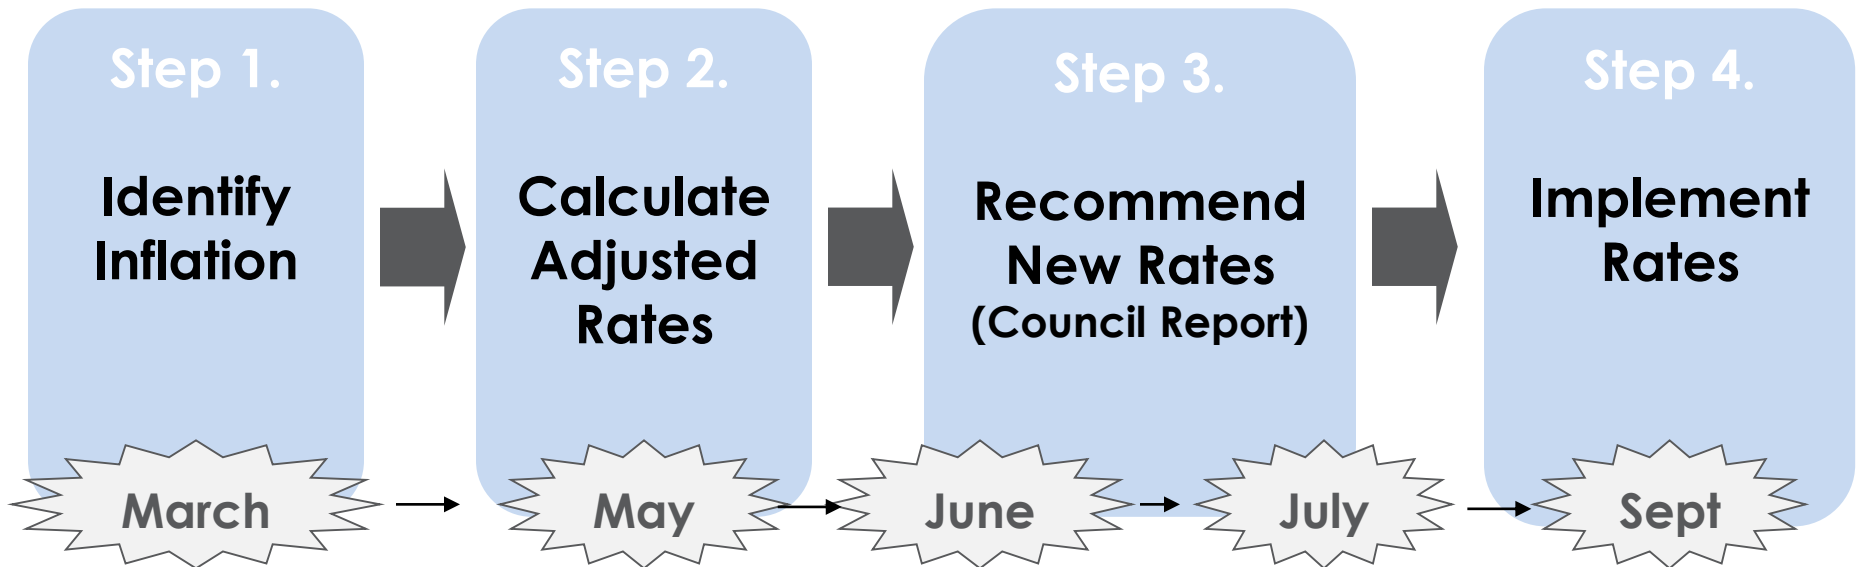 Step 1.
Identify
Inflation
March
Step 2.
Calculate
Adjusted
Rates
May
Step 3.
Recommend
New Rates
(Council Report)
June
July
Step 4.
Implement
Rates
Sept